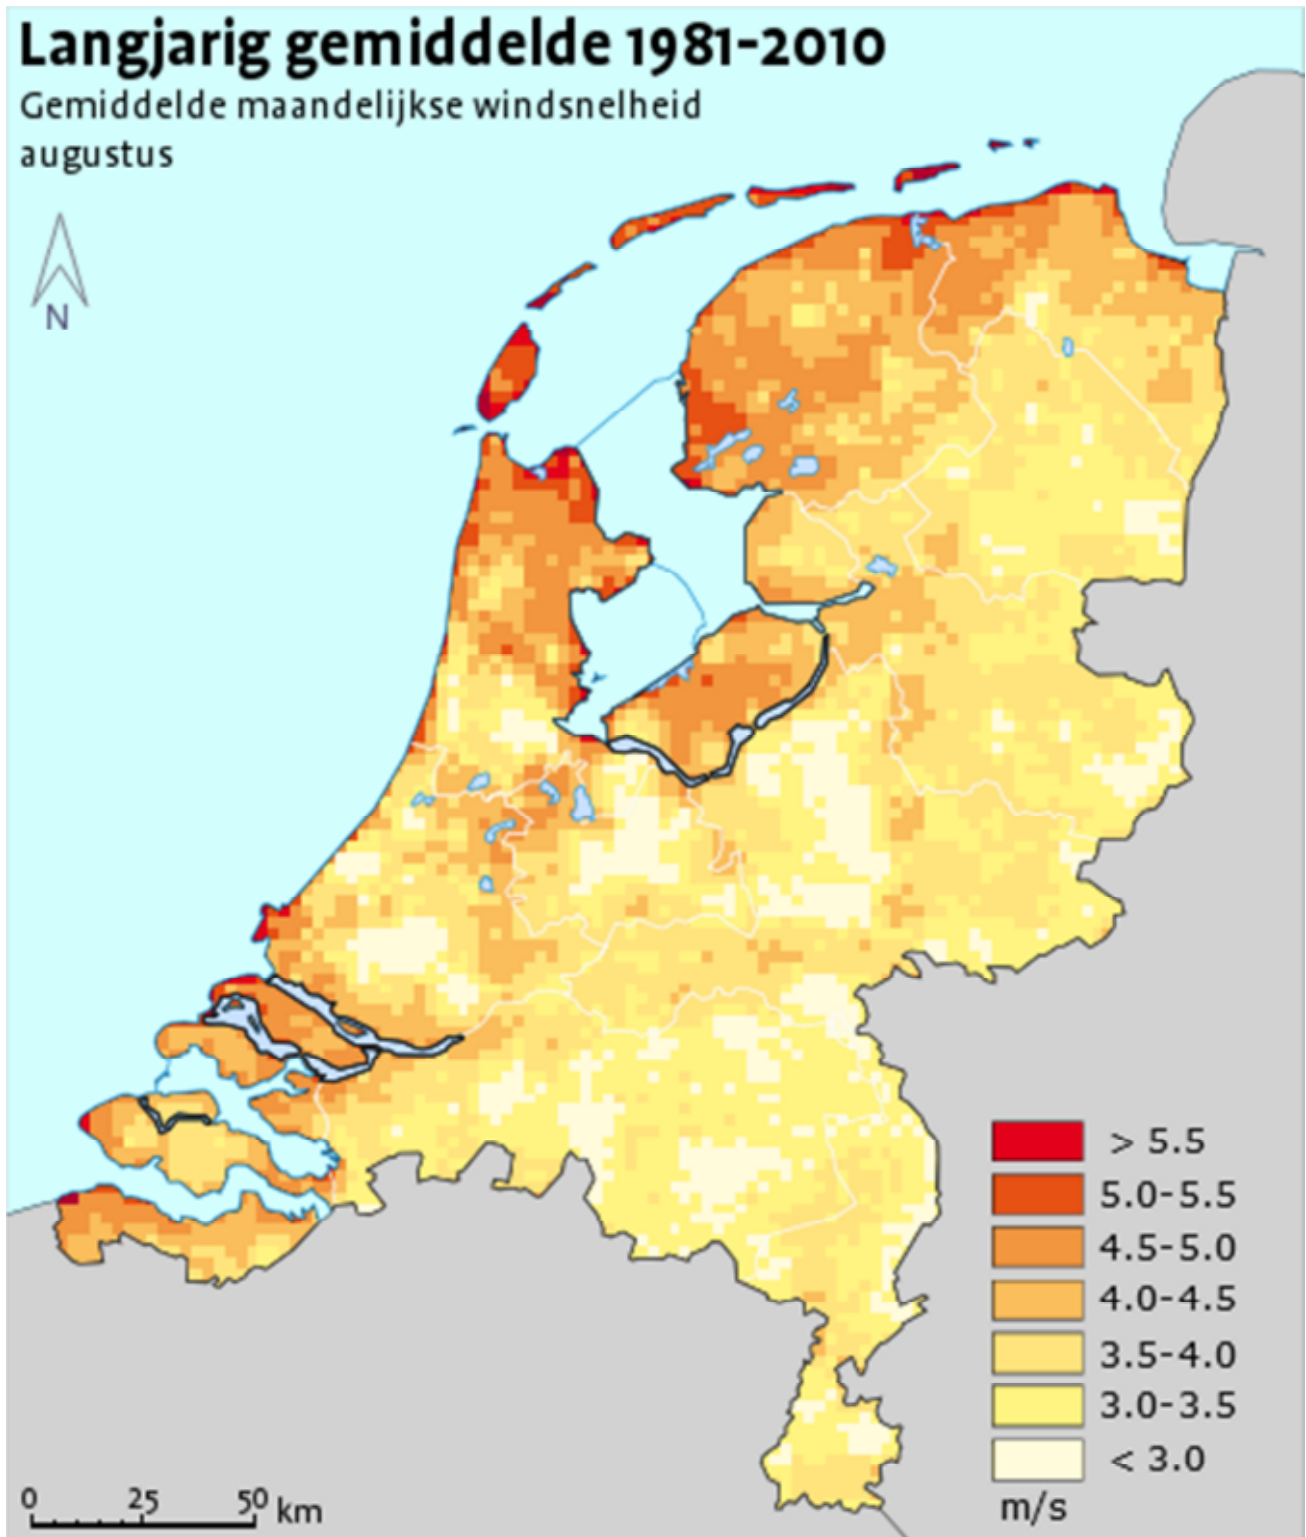 Langjarig gemiddelde 1981-2010
Gemiddelde maandelijkse windsnelheid
augustus
N
> 5.5
5.0-5.5
4.5-5.0
4.0-4.5
3.5-4.0
3.0-3.5
< 3.0
m/s
0 25 50 km